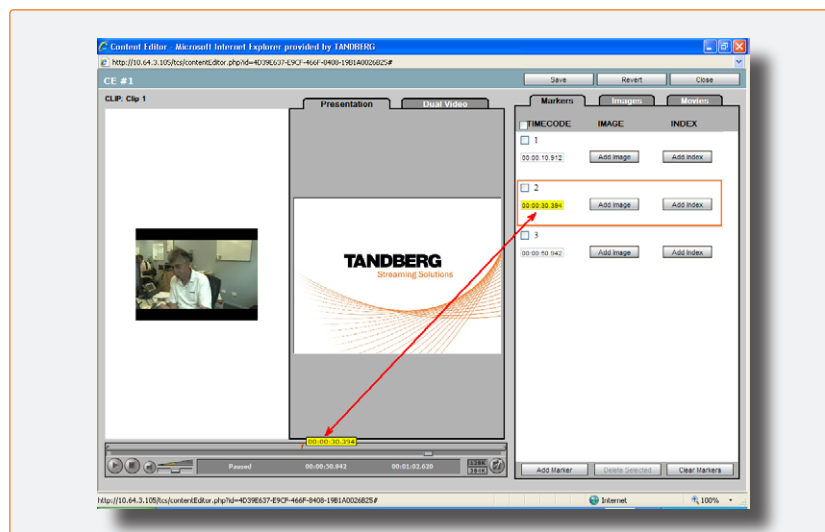 Content Editor - Microsoft Internet Explorer provided by TANDBERG
http://10.64.3.105/tcs/contentEditor.php?id=4D39E637-E9CF-466F-8408-19B1A0026B25#
CE #1
Save Revert Close
CLIP: Clip 1
Presentation Dual Video
Markers Images Movies
TIMECODE IMAGE INDEX
1
00:00:10.912 Add Image Add Index
2
00:00:30.394 Add Image Add Index
3
00:00:50.942 Add Image Add Index
TANDBERG
Streaming Solutions
00:00:30.394
Paused 00:00:50.942 00:01:02.620 128K
384K
Add Marker Delete Selected Clear Markers
http://10.64.3.105/tcs/contentEditor.php?id=4D39E637-E9CF-466F-8408-19B1A0026B25# Internet 100%